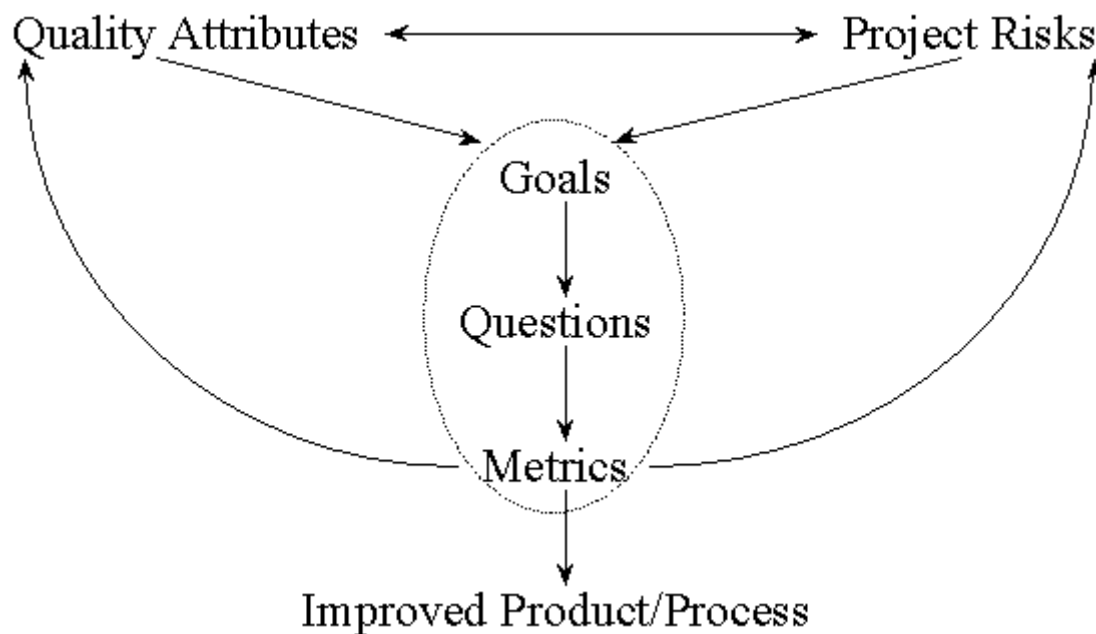 Quality Attributes
Project Risks
Goals
Questions
Metrics
Improved Product/Process